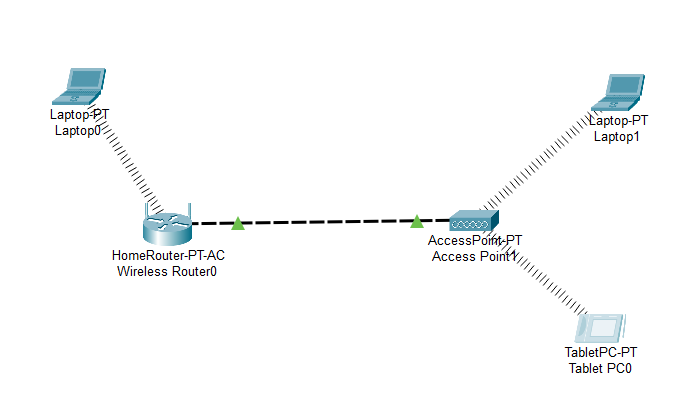 Laptop-PT
Laptop0
Laptop-PT
Laptop1
HomeRouter-PT-AC
Wireless Router0
AccessPoint-PT
Access Point1
TabletPC-PT
Tablet PC0